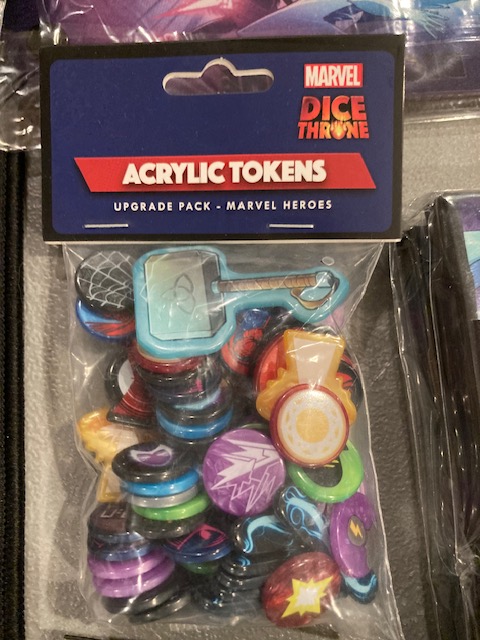 MARVEL
DICE
THRONE
ACRYLIC TOKENS
UPGRADE PACK - MARVEL HEROES